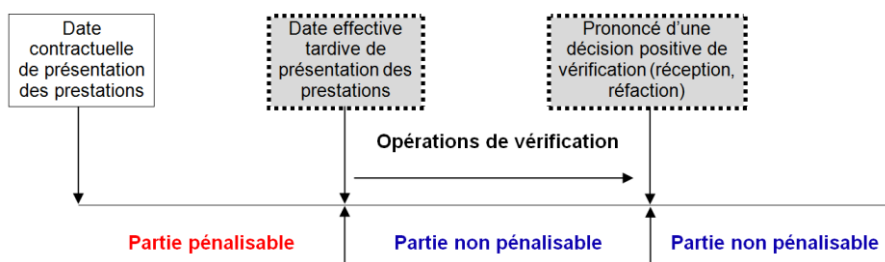 Date
contractuelle
de présentation
des prestations
Date effective
tardive de
présentation des
prestations
Prononcé d'une
décision positive de
vérification (réception,
réfaction)
Opérations de vérification
Partie pénalisable
Partie non pénalisable
Partie non pénalisable